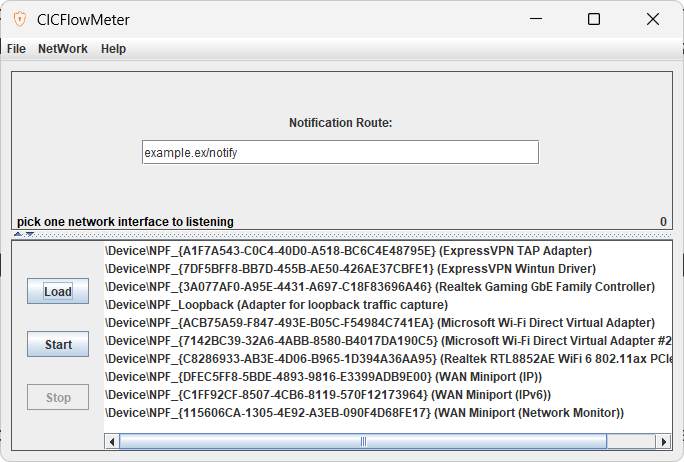 CICFlowMeter
File NetWork Help
Notification Route:
example.ex/notify
pick one network interface to listening 0
\Device\NPF_{A1F7A543-C0C4-40D0-A518-BC6C4E48795E} (ExpressVPN TAP Adapter)
\Device\NPF_{7DF5BFF8-BB7D-455B-AE50-426AE37CBFE1} (ExpressVPN Wintun Driver)
\Device\NPF_{3A077AF0-A95E-4431-A697-C18F83696A46} (Realtek Gaming GbE Family Controller)
\Device\NPF_Loopback (Adapter for loopback traffic capture)
\Device\NPF_{ACB75A59-F847-493E-B05C-F54984C741EA} (Microsoft Wi-Fi Direct Virtual Adapter)
\Device\NPF_{7142BC39-32A6-4ABB-8580-B4017DA190C5} (Microsoft Wi-Fi Direct Virtual Adapter #2
\Device\NPF_{C8286933-AB3E-4D06-B965-1D394A36AA95} (Realtek RTL8852AE WiFi 6 802.11ax PCIe
\Device\NPF_{DFEC5FF8-5BDE-4893-9816-E3399ADB9E00} (WAN Miniport (IP))
\Device\NPF_{C1FF92CF-8507-4CB6-8119-570F12173964} (WAN Miniport (IPv6))
\Device\NPF_{115606CA-1305-4E92-A3EB-090F4D68FE17} (WAN Miniport (Network Monitor))
Load
Start
Stop